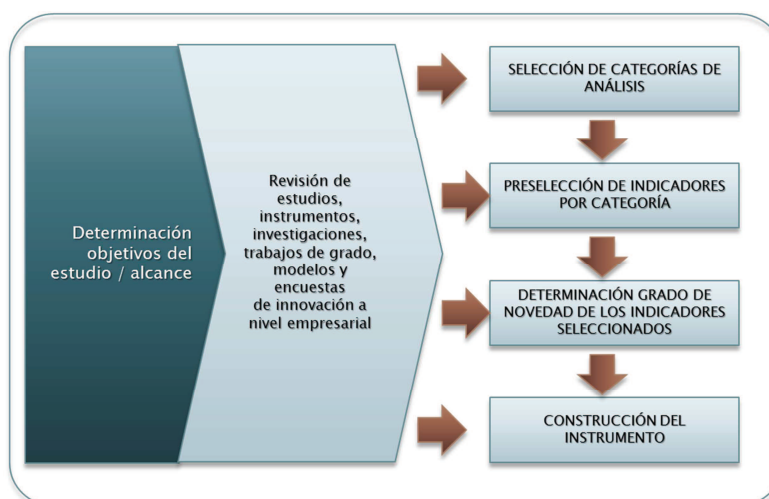 Determinación
objetivos del
estudio / alcance
Revisión de
estudios,
instrumentos,
investigaciones,
trabajos de grado,
modelos y
encuestas
de innovación a
nivel empresarial
SELECCIÓN DE CATEGORÍAS DE
ANÁLISIS
PRESELECCIÓN DE INDICADORES
POR CATEGORÍA
DETERMINACIÓN GRADO DE
NOVEDAD DE LOS INDICADORES
SELECCIONADOS
CONSTRUCCIÓN DEL
INSTRUMENTO